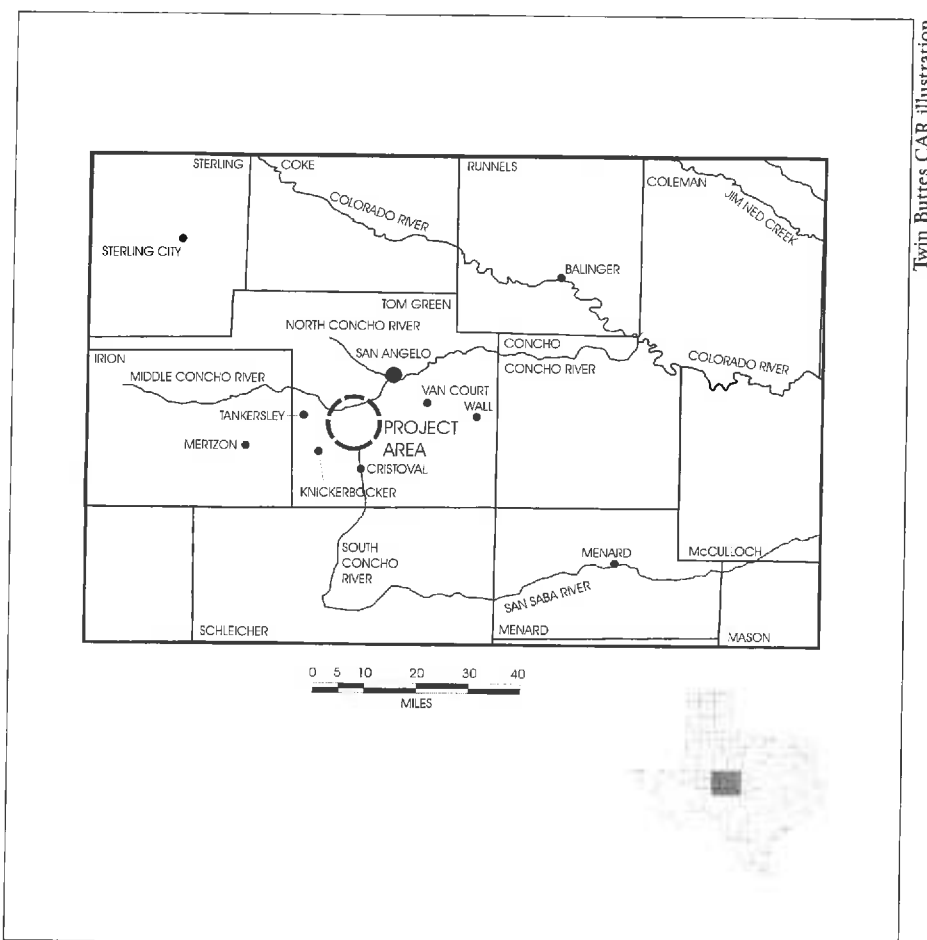 Twin Buttes CAR illustration
STERLING
COKE
RUNNELS
COLEMAN
JIM NED CREEK
COLORADO RIVER
STERLING CITY
BALINGER
TOM GREEN
NORTH CONCHO RIVER
SAN ANGELO
CONCHO
CONCHO RIVER
COLORADO RIVER
IRION
MIDDLE CONCHO RIVER
VAN COURT
WALL
TANKERSLEY
PROJECT
AREA
MERTZON
CRISTOVAL
KNICKERBOCKER
SOUTH
CONCHO
RIVER
MENARD
McCULLOCH
SAN SABA RIVER
SCHLEICHER
MENARD
MASON
0 5 10 20 30 40
MILES